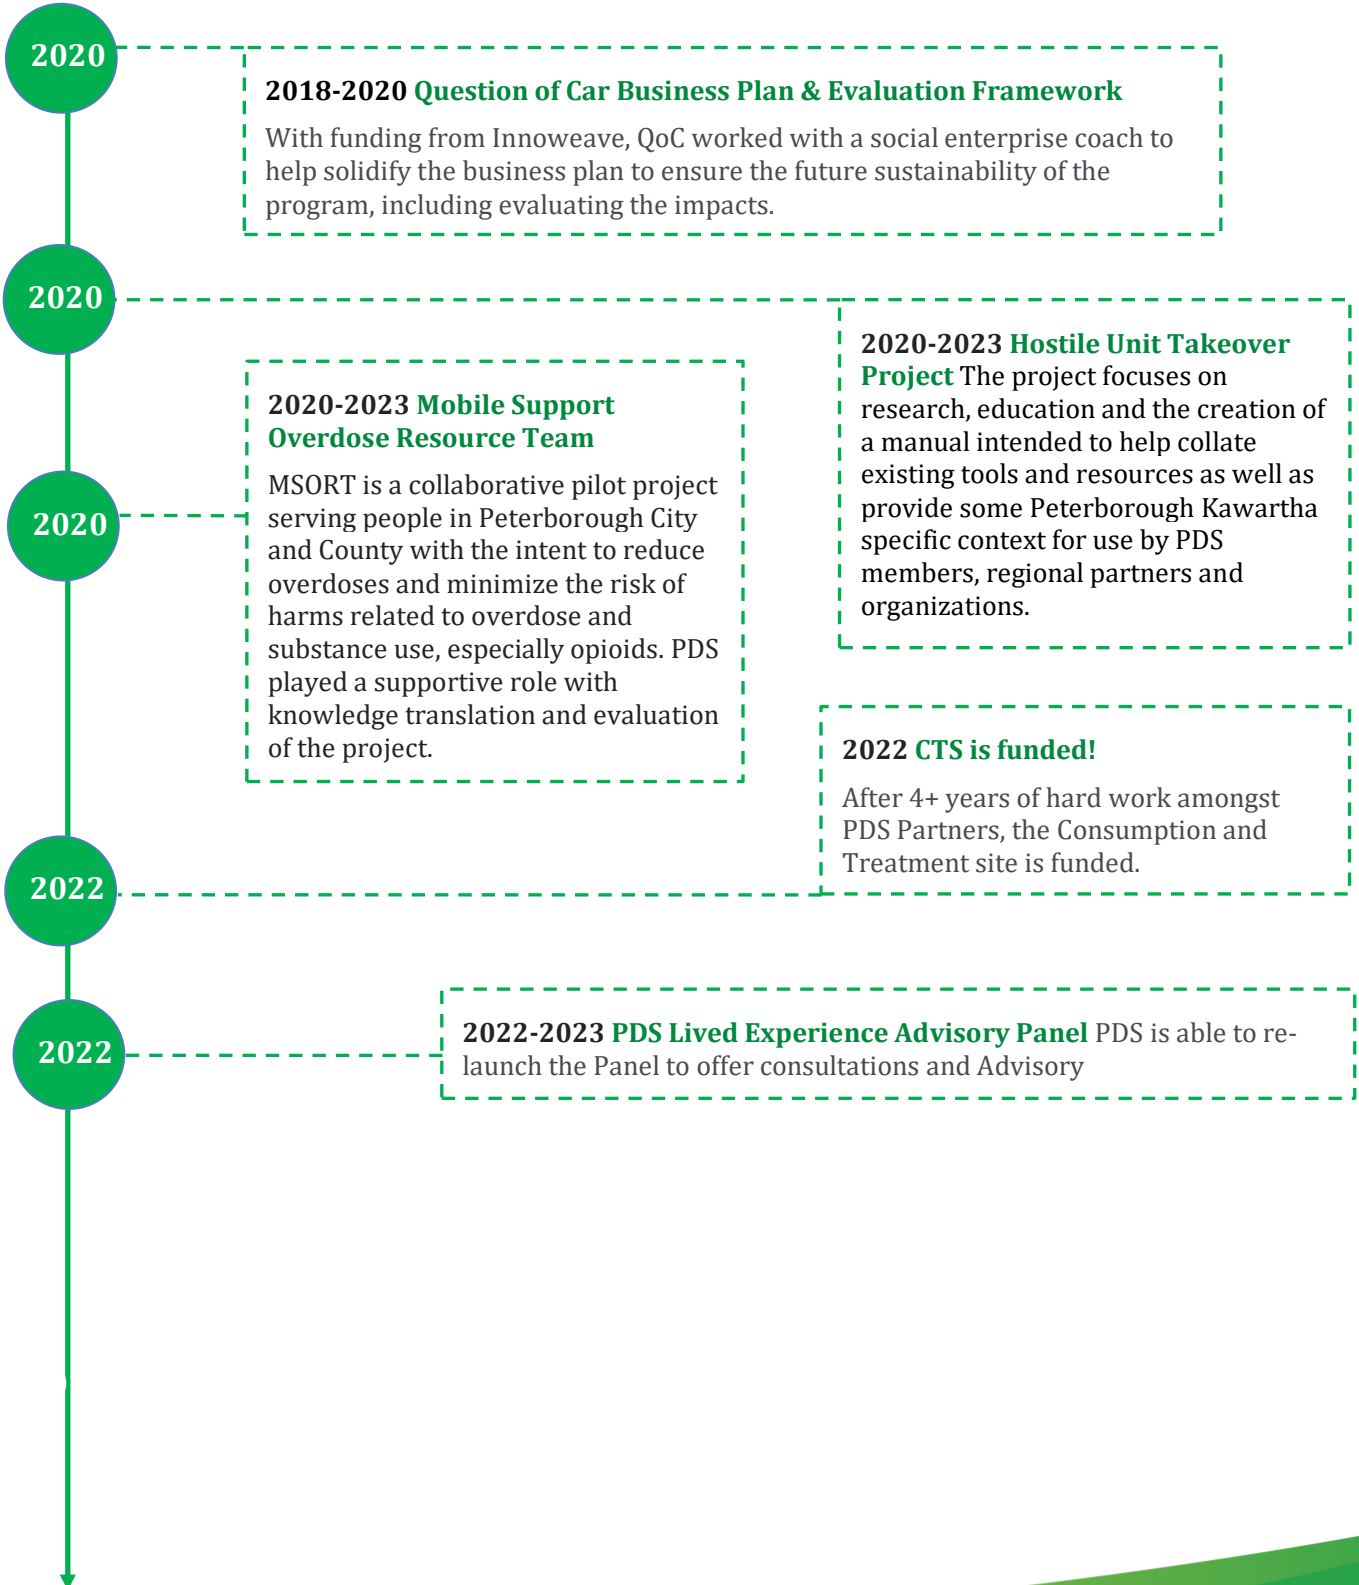 2020
2018-2020 Question of Car Business Plan & Evaluation Framework
With funding from Innoweave, QoC worked with a social enterprise coach to
help solidify the business plan to ensure the future sustainability of the
program, including evaluating the impacts.
2020
2020-2023 Hostile Unit Takeover
Project The project focuses on
research, education and the creation of
a manual intended to help collate
existing tools and resources as well as
provide some Peterborough Kawartha
specific context for use by PDS
members, regional partners and
organizations.
2020
2020-2023 Mobile Support
Overdose Resource Team
MSORT is a collaborative pilot project
serving people in Peterborough City
and County with the intent to reduce
overdoses and minimize the risk of
harms related to overdose and
substance use, especially opioids. PDS
played a supportive role with
knowledge translation and evaluation
of the project.
2022
2022 CTS is funded!
After 4+ years of hard work amongst
PDS Partners, the Consumption and
Treatment site is funded.
2022
2022-2023 PDS Lived Experience Advisory Panel PDS is able to re-
launch the Panel to offer consultations and Advisory